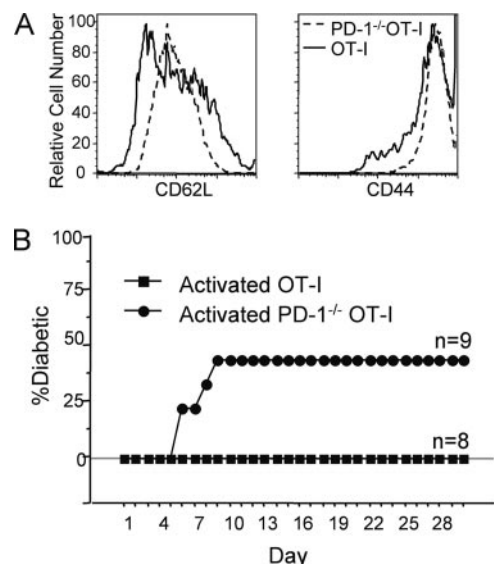 A
Relative Cell Number
100
80
60
40
20
0
CD62L
CD44
PD-1⁻/⁻OT-I
OT-I
B
%Diabetic
100
75
50
25
0
Activated OT-I
Activated PD-1⁻/⁻ OT-I
n=9
n=8
1 4 7 10 13 16 19 22 25 28
Day